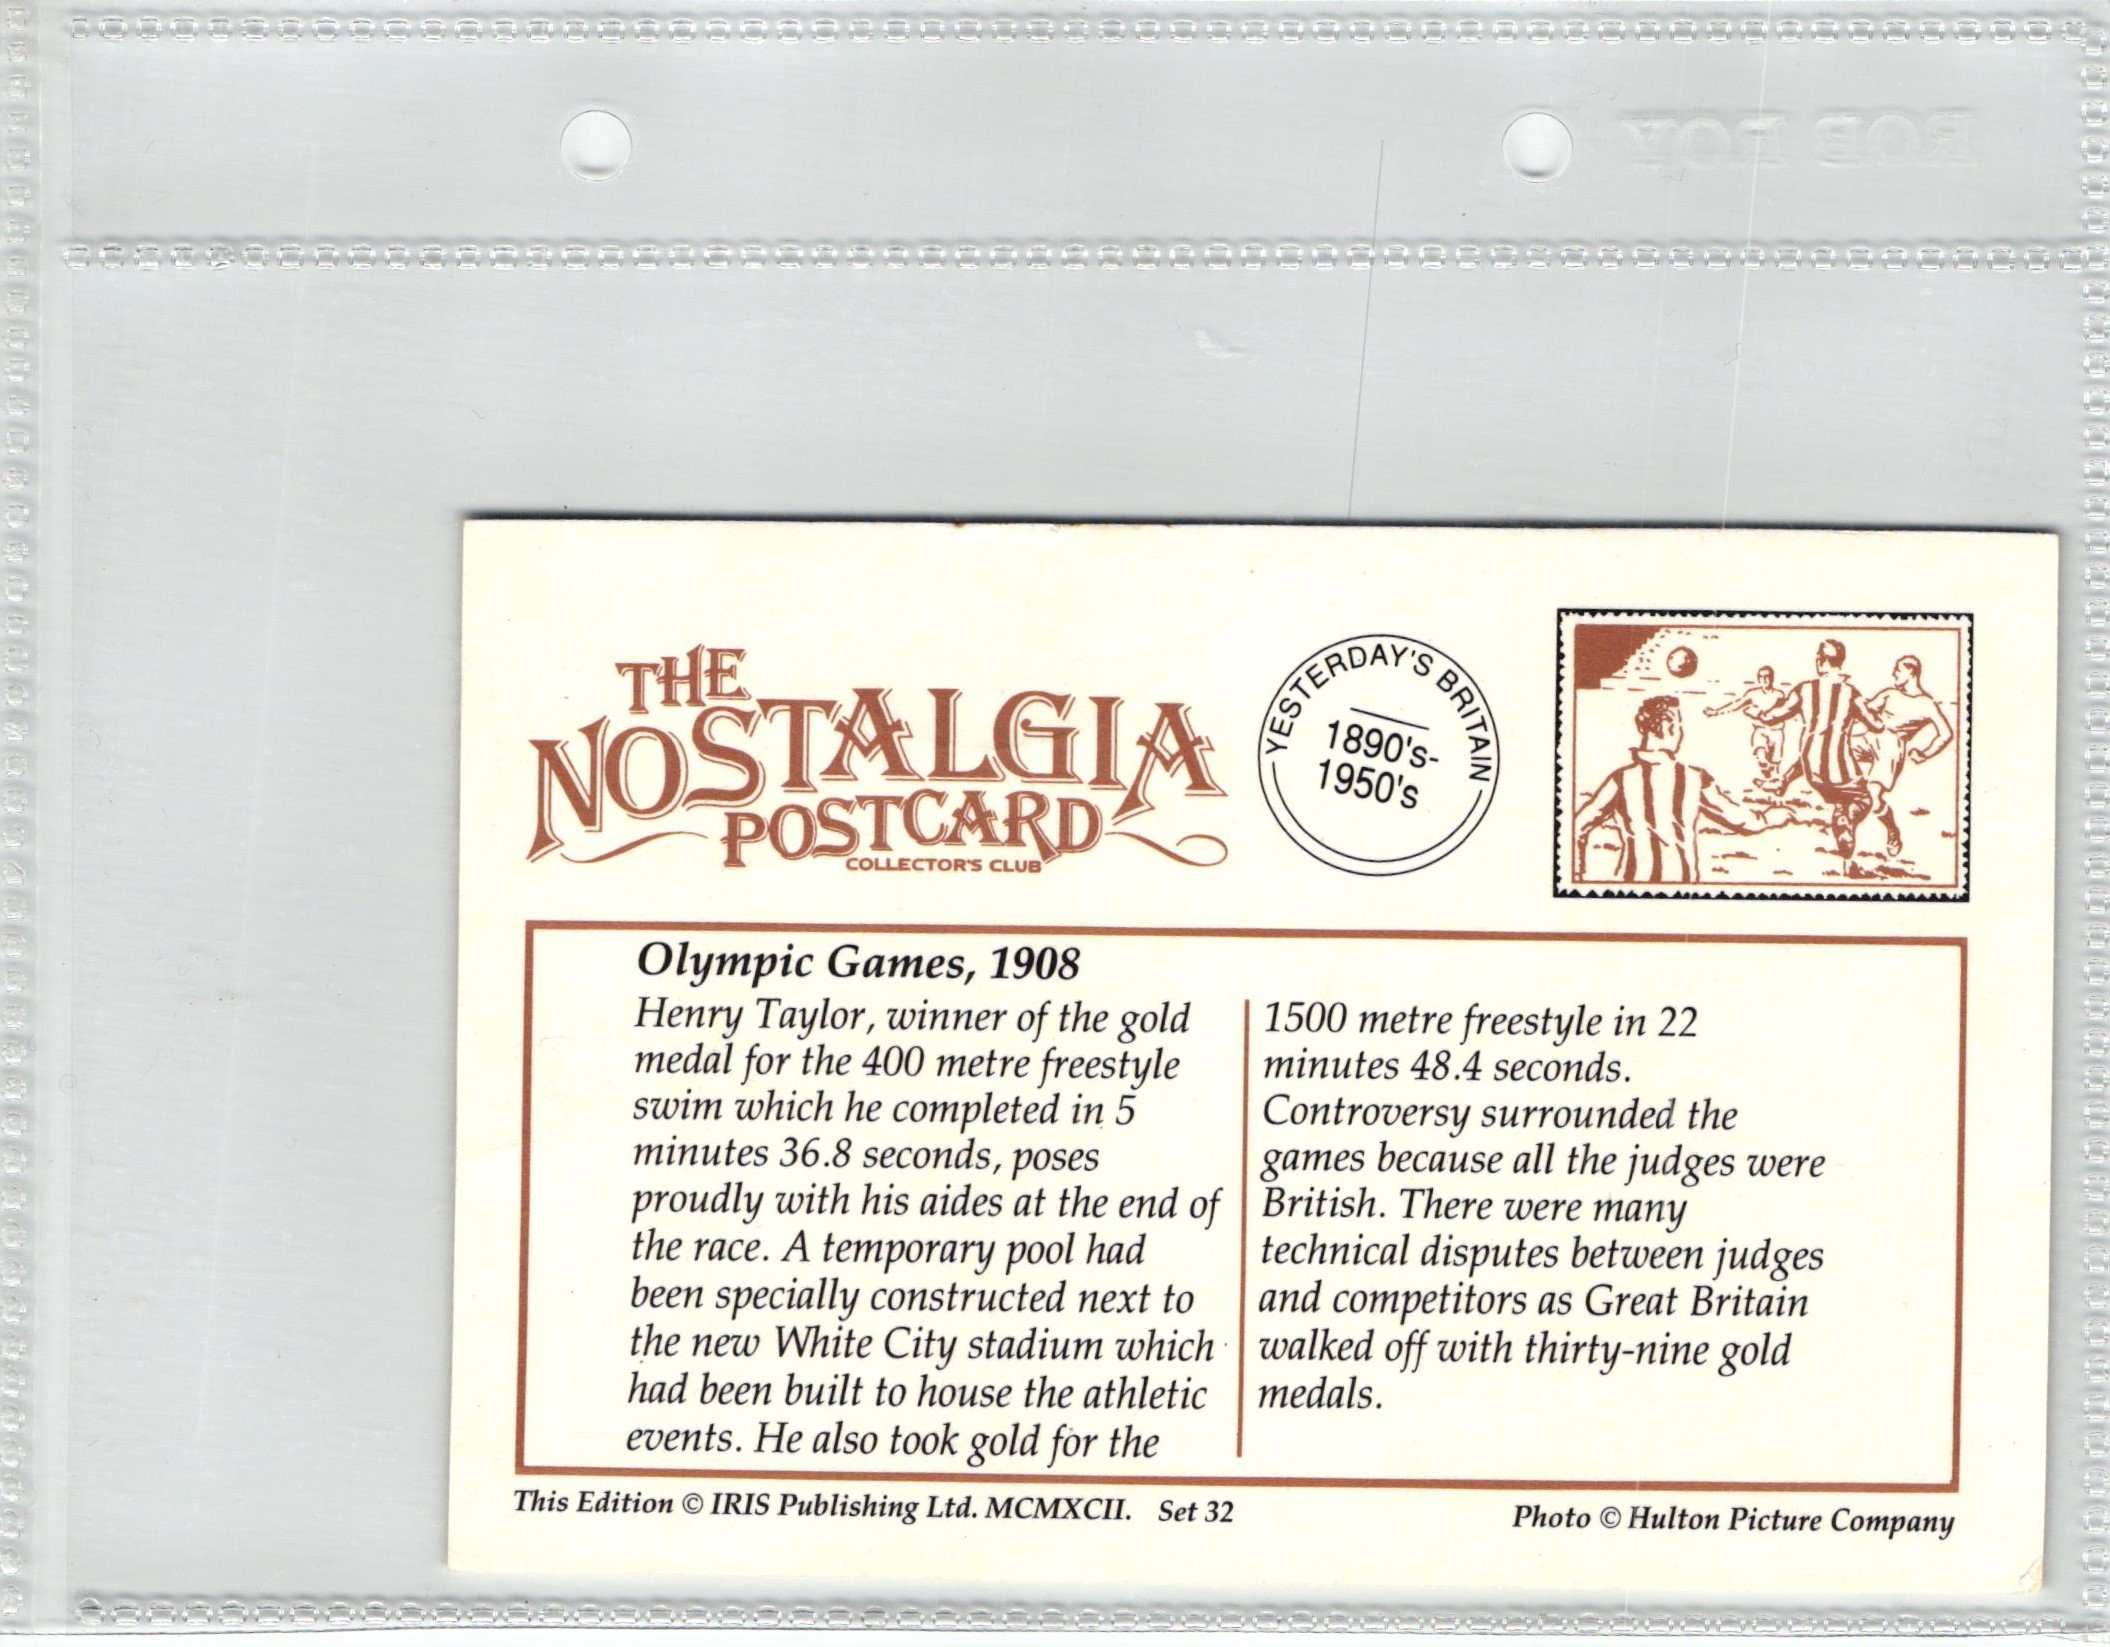 ROB ROY
THE
NOSTALGIA
POSTCARD
COLLECTOR'S CLUB
YESTERDAY'S BRITAIN
1890's-
1950's
Olympic Games, 1908
Henry Taylor, winner of the gold
medal for the 400 metre freestyle
swim which he completed in 5
minutes 36.8 seconds, poses
proudly with his aides at the end of
the race. A temporary pool had
been specially constructed next to
the new White City stadium which
had been built to house the athletic
events. He also took gold for the
1500 metre freestyle in 22
minutes 48.4 seconds.
Controversy surrounded the
games because all the judges were
British. There were many
technical disputes between judges
and competitors as Great Britain
walked off with thirty-nine gold
medals.
This Edition © IRIS Publishing Ltd. MCMXCII. Set 32
Photo © Hulton Picture Company